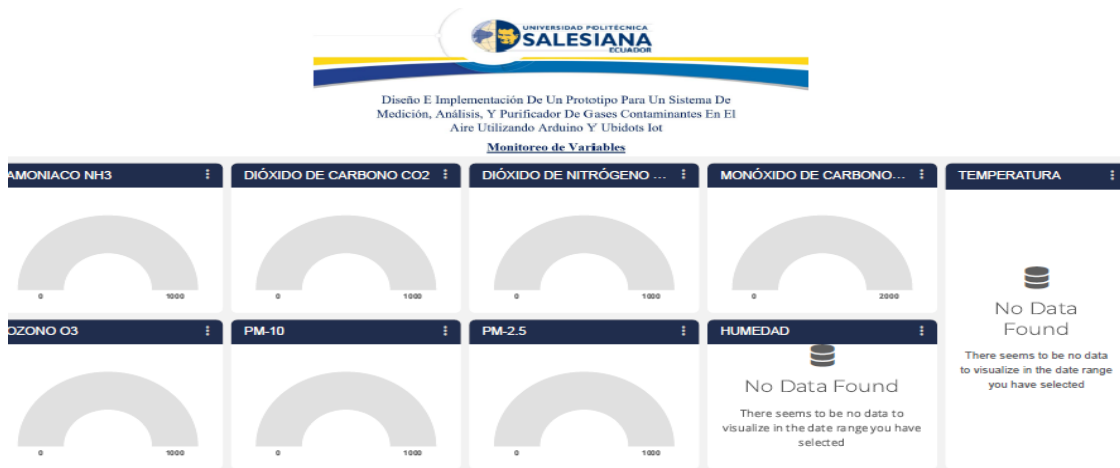 UNIVERSIDAD POLITÉCNICA
SALESIANA
ECUADOR
Diseño E Implementación De Un Prototipo Para Un Sistema De
Medición, Análisis, Y Purificador De Gases Contaminantes En El
Aire Utilizando Arduino Y Ubidots Iot
Monitoreo de Variables
AMONIACO NH3
DIÓXIDO DE CARBONO CO2
DIÓXIDO DE NITRÓGENO ...
MONÓXIDO DE CARBONO...
TEMPERATURA
0 1000
0 1000
0 1000
0 2000
No Data
Found
There seems to be no data
to visualize in the date range
you have selected
OZONO O3
PM-10
PM-2.5
HUMEDAD
0 1000
0 1000
0 1000
No Data Found
There seems to be no data to
visualize in the date range you have
selected